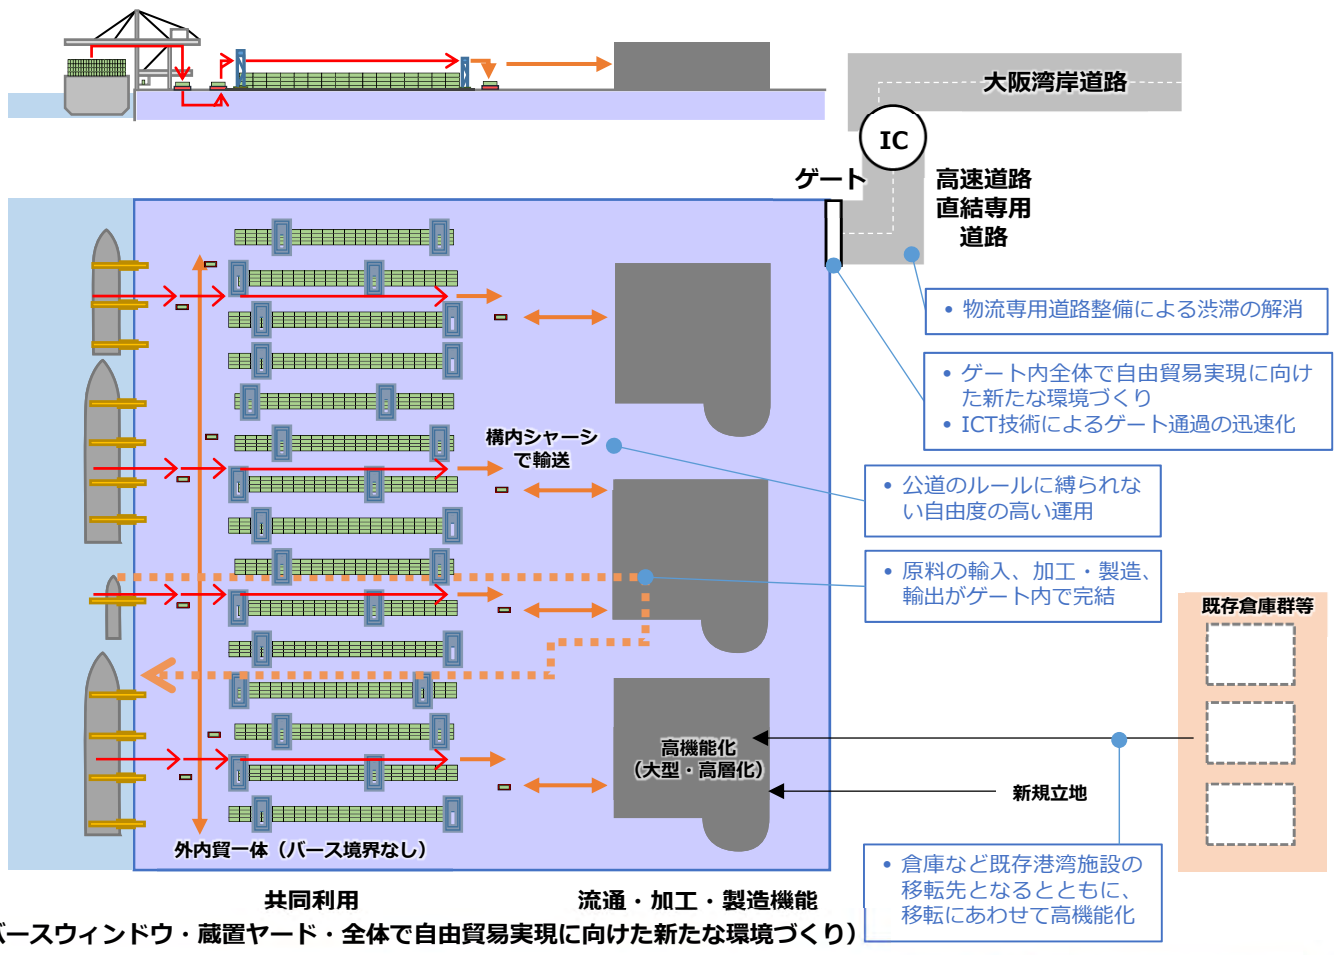 大阪湾岸道路
IC
ゲート
高速道路
直結専用
道路
• 物流専用道路整備による渋滞の解消
• ゲート内全体で自由貿易実現に向け
た新たな環境づくり
• ICT技術によるゲート通過の迅速化
構内シャーシ
で輸送
• 公道のルールに縛られな
い自由度の高い運用
• 原料の輸入、加工・製造、
輸出がゲート内で完結
既存倉庫群等
高機能化
（大型・高層化）
新規立地
外内貿一体（バース境界なし）
• 倉庫など既存港湾施設の
移転先となるとともに、
移転にあわせて高機能化
共同利用
流通・加工・製造機能
バースウィンドウ・蔵置ヤード・全体で自由貿易実現に向けた新たな環境づくり）